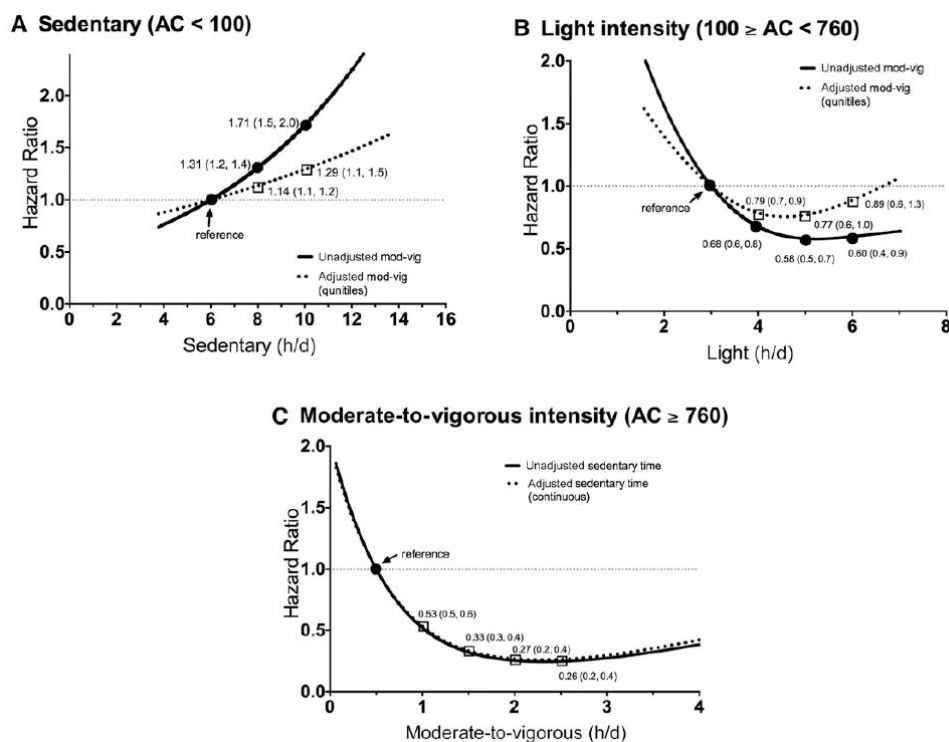 A Sedentary (AC < 100)
Hazard Ratio
2.0
1.5
1.0
0.5
0.0
1.71 (1.5, 2.0)
1.31 (1.2, 1.4)
1.29 (1.1, 1.5)
1.14 (1.1, 1.2)
reference
Unadjusted mod-vig
Adjusted mod-vig
(qunitiles)
0 2 4 6 8 10 12 14 16
Sedentary (h/d)
B Light intensity (100 ≥ AC < 760)
Hazard Ratio
2.0
1.5
1.0
0.5
0.0
Unadjusted mod-vig
Adjusted mod-vig
(qunitiles)
reference
0.79 (0.7, 0.9)
0.89 (0.6, 1.3)
0.77 (0.6, 1.0)
0.68 (0.6, 0.8)
0.58 (0.5, 0.7)
0.60 (0.4, 0.9)
0 2 4 6 8
Light (h/d)
C Moderate-to-vigorous intensity (AC ≥ 760)
Hazard Ratio
2.0
1.5
1.0
0.5
0.0
Unadjusted sedentary time
Adjusted sedentary time
(continuous)
reference
0.53 (0.5, 0.6)
0.33 (0.3, 0.4)
0.27 (0.2, 0.4)
0.26 (0.2, 0.4)
0 1 2 3 4
Moderate-to-vigorous (h/d)